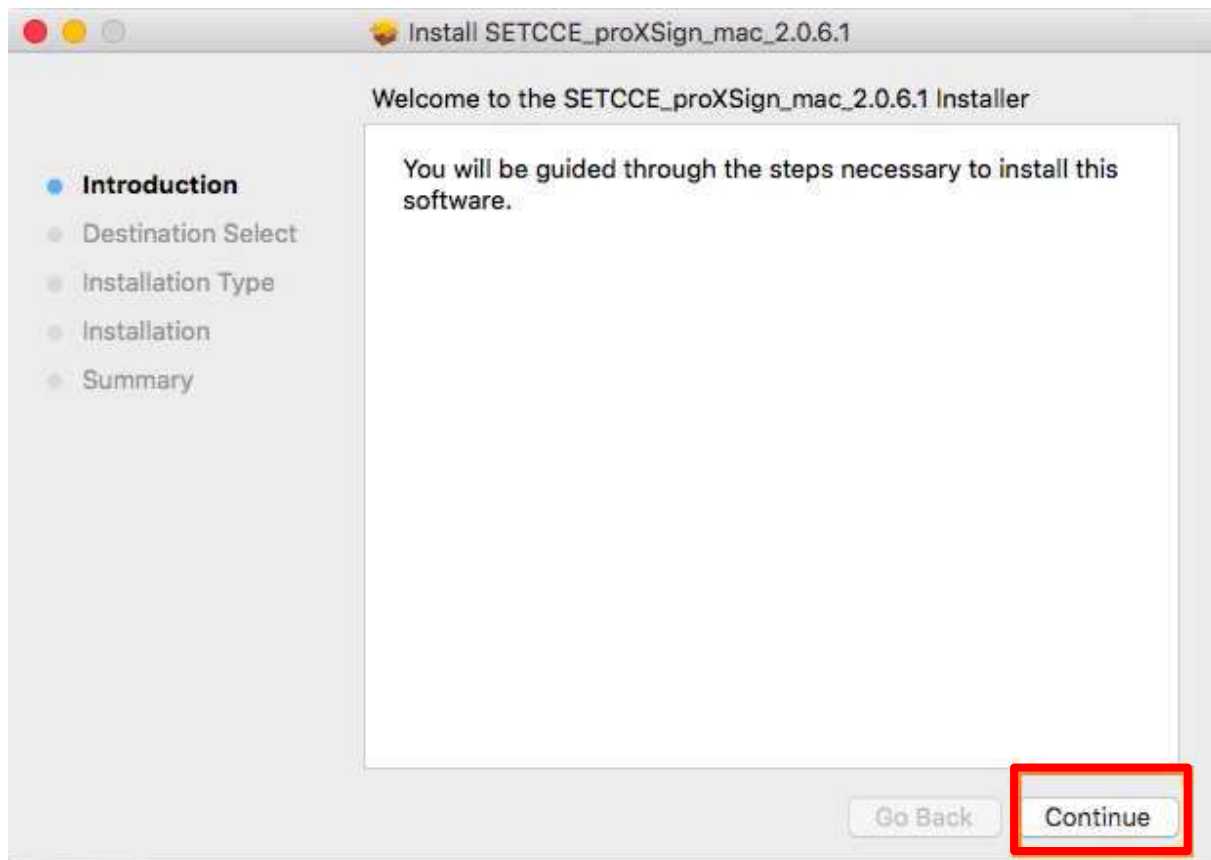 Install SETCCE_proXSign_mac_2.0.6.1
Welcome to the SETCCE_proXSign_mac_2.0.6.1 Installer
Introduction
Destination Select
Installation Type
Installation
Summary
You will be guided through the steps necessary to install this
software.
Go Back
Continue